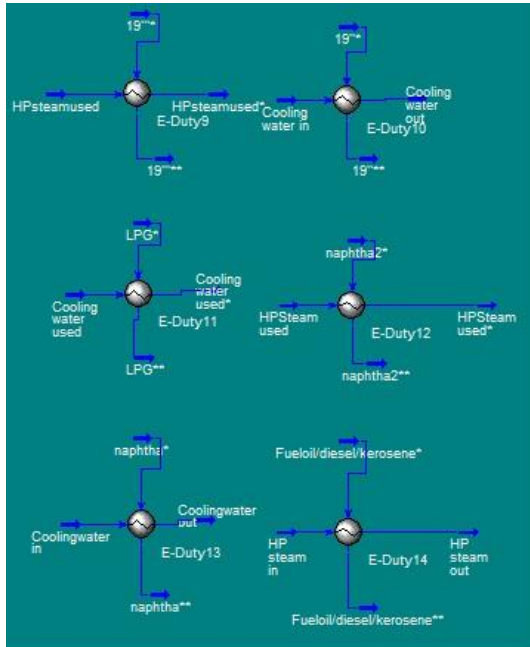 19'''*
HPsteamused
HPsteamused*
E-Duty9
19'''**
19''*
Cooling
water in
Cooling
water
out
E-Duty10
19''**
LPG*
Cooling
water
used
Cooling
water
used*
E-Duty11
LPG**
naphtha2*
HPSteam
used
HPSteam
used*
E-Duty12
naphtha2**
naphtha*
Coolingwater
in
Coolingwater
out
E-Duty13
naphtha**
Fueloil/diesel/kerosene*
HP
steam
in
HP
steam
out
E-Duty14
Fueloil/diesel/kerosene**